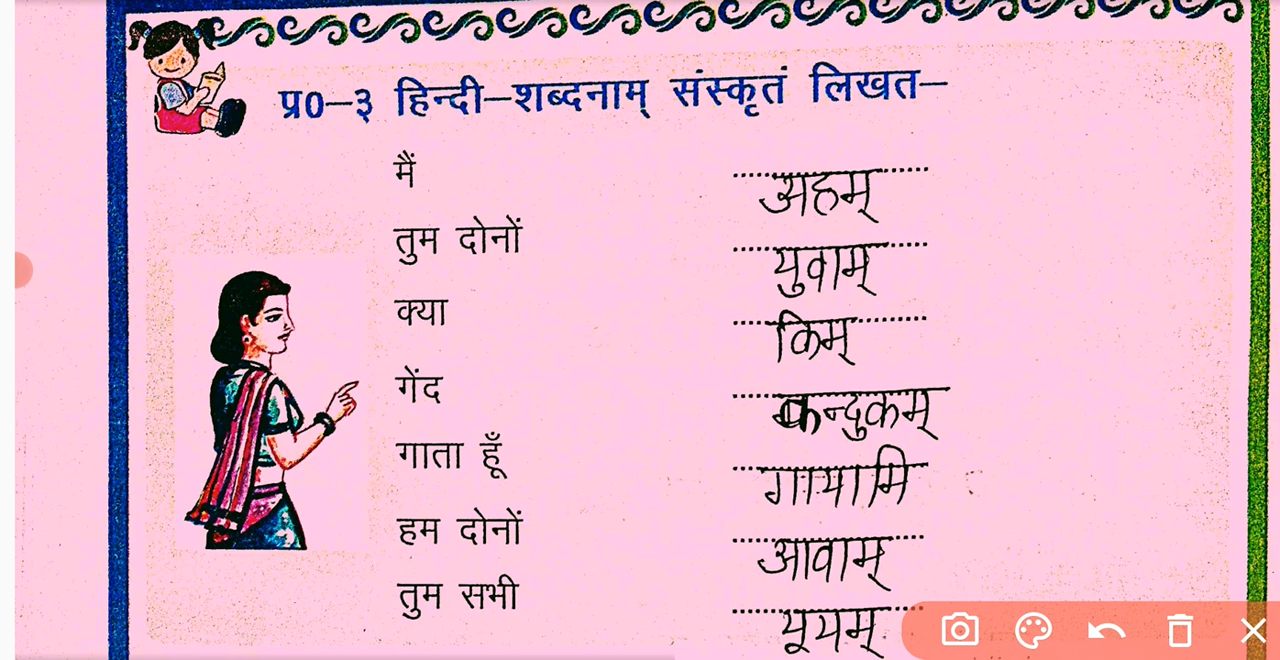 प्र०–३ हिन्दी–शब्दनाम् संस्कृतं लिखत–
मैं अहम्
तुम दोनों युवाम्
क्या किम्
गेंद कन्दुकम्
गाता हूँ गायामि
हम दोनों आवाम्
तुम सभी यूयम्